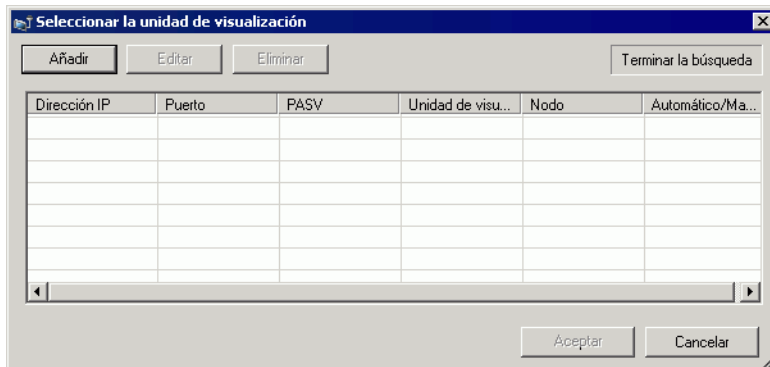 Seleccionar la unidad de visualización
Añadir Editar Eliminar Terminar la búsqueda
Dirección IP Puerto PASV Unidad de visu... Nodo Automático/Ma...
Aceptar Cancelar